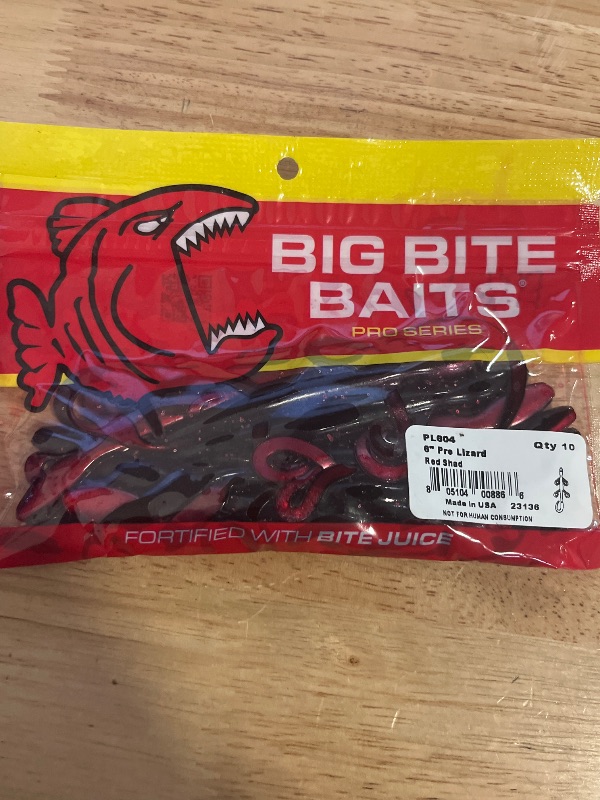 BIG BITE
BAITS®
PRO SERIES
PL604™
6" Pro Lizard
Qty 10
Red Shad
8 05104 00886 6
Made in USA 23136
NOT FOR HUMAN CONSUMPTION
FORTIFIED WITH BITE JUICE